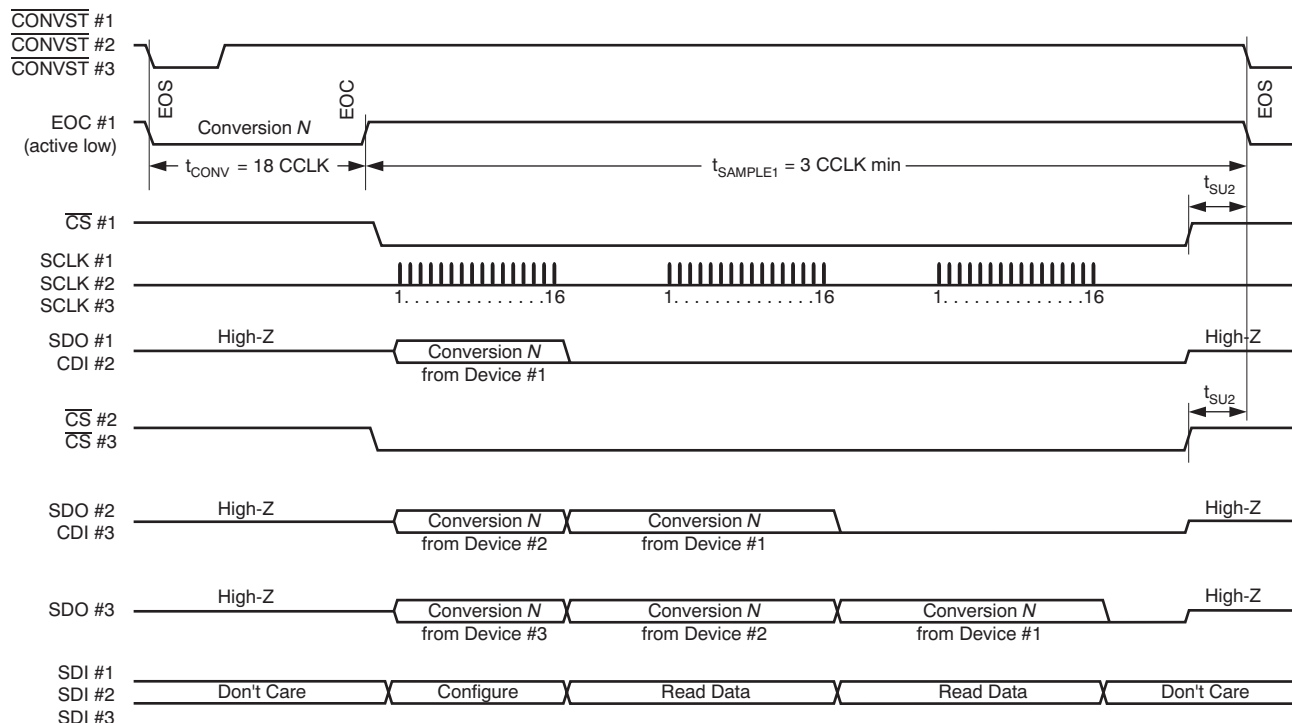 CONVST #1
CONVST #2
CONVST #3
EOS
EOC
EOS
EOC #1
(active low)
Conversion N
tCONV = 18 CCLK
tSAMPLE1 = 3 CCLK min
tSU2
CS #1
SCLK #1
SCLK #2
SCLK #3
1. . . . . . . . . . . . . .16
1. . . . . . . . . . . . . .16
1. . . . . . . . . . . . . .16
SDO #1
CDI #2
High-Z
Conversion N
from Device #1
High-Z
tSU2
CS #2
CS #3
SDO #2
CDI #3
High-Z
Conversion N
from Device #2
Conversion N
from Device #1
High-Z
SDO #3
High-Z
Conversion N
from Device #3
Conversion N
from Device #2
Conversion N
from Device #1
High-Z
SDI #1
SDI #2
SDI #3
Don't Care
Configure
Read Data
Read Data
Don't Care